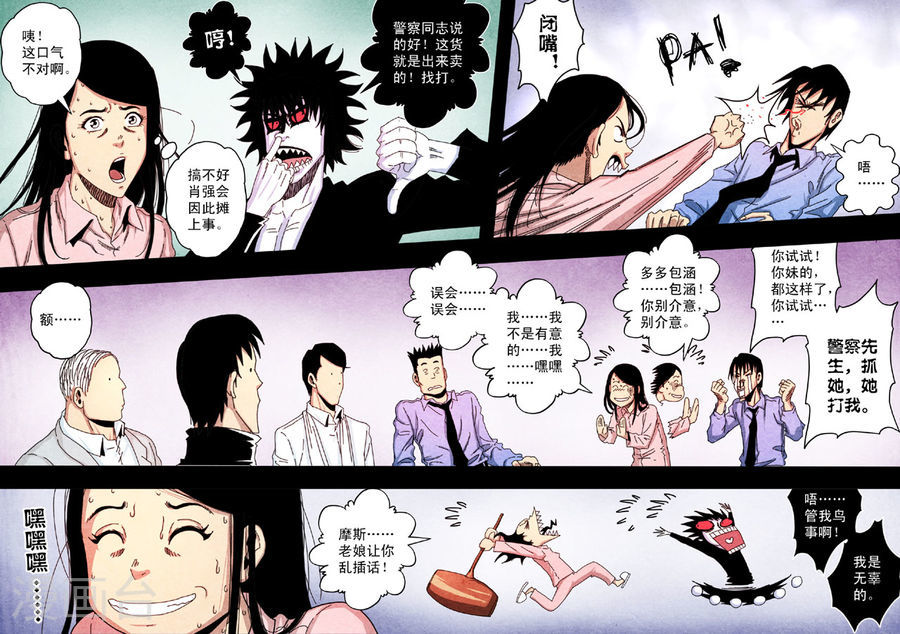 咦！
这口气
不对啊。
哼！
警察同志说
的好！这货
就是出来卖
的！找打。
搞不好
肖强会
因此摊
上事。
闭嘴！
PA!
唔
……
额……
误会……
误会……
我……我
不是有意
的……我
……嘿嘿
……
多多包涵
……包涵！
你别介意，
别介意。
你试试！
你妹的，
都这样了，
你试试…
…
警察先
生，抓
她，她
打我。
嘿嘿嘿……
摩斯……
老娘让你
乱插话！
唔……
管我鸟
事啊！
我是
无辜
的。
漫画台